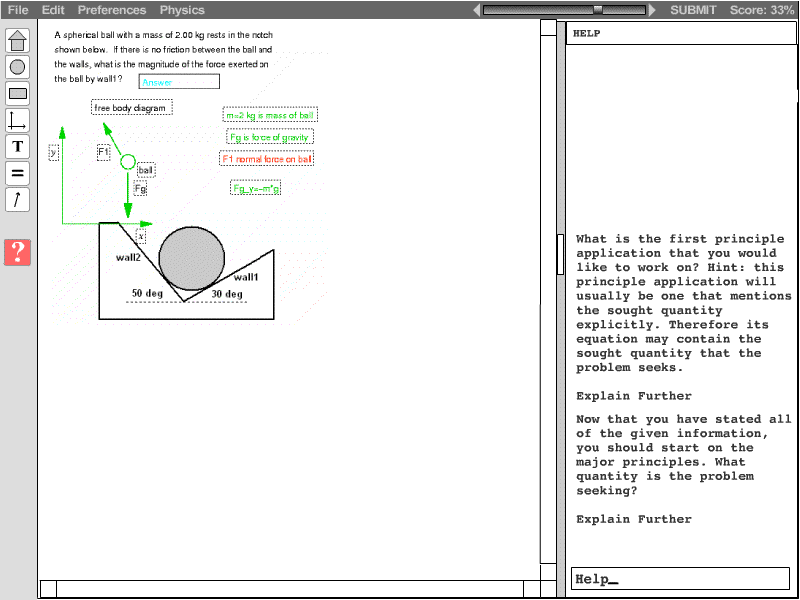 File Edit Preferences Physics SUBMIT Score: 33%
A spherical ball with a mass of 2.00 kg rests in the notch
shown below. If there is no friction between the ball and
the walls, what is the magnitude of the force exerted on
the ball by wall1? Answer
free body diagram
m=2 kg is mass of ball
Fg is force of gravity
F1 normal force on ball
Fg_y=-m*g
y
F1
ball
Fg
x
wall2
wall1
50 deg
30 deg
T
=
?
HELP
What is the first principle
application that you would
like to work on? Hint: this
principle application will
usually be one that mentions
the sought quantity
explicitly. Therefore its
equation may contain the
sought quantity that the
problem seeks.
Explain Further
Now that you have stated all
of the given information,
you should start on the
major principles. What
quantity is the problem
seeking?
Explain Further
Help_